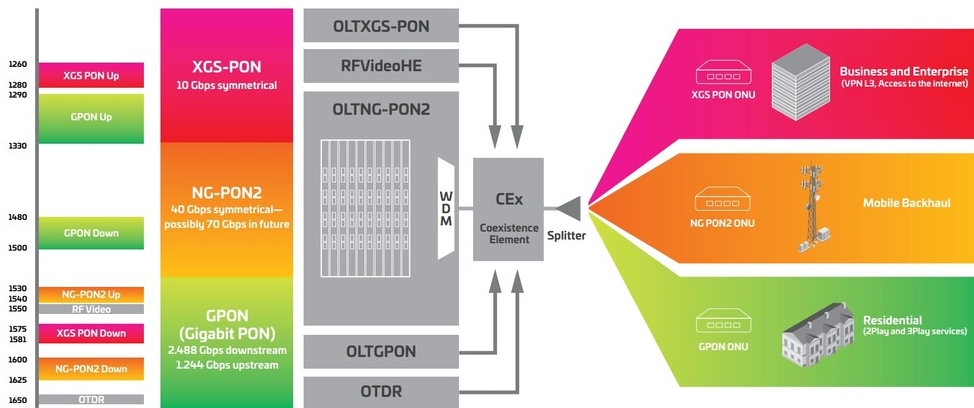 1260
XGS PON Up
1280
1290
GPON Up
1330
1480
GPON Down
1500
1530
NG-PON2 Up
1540
RF Video
1550
1575
XGS PON Down
1581
1600
NG-PON2 Down
1625
1650
OTDR
XGS-PON
10 Gbps symmetrical
NG-PON2
40 Gbps symmetrical—
possibly 70 Gbps in future
GPON
(Gigabit PON)
2.488 Gbps downstream
1.244 Gbps upstream
OLTXGS-PON
RFVideoHE
OLTNG-PON2
WDM
OLTGPON
OTDR
CEx
Coexistence
Element
Splitter
XGS PON ONU
Business and Enterprise
(VPN L3, Access to the internet)
NG PON2 ONU
Mobile Backhaul
GPON ONU
Residential
(2Play and 3Play services)